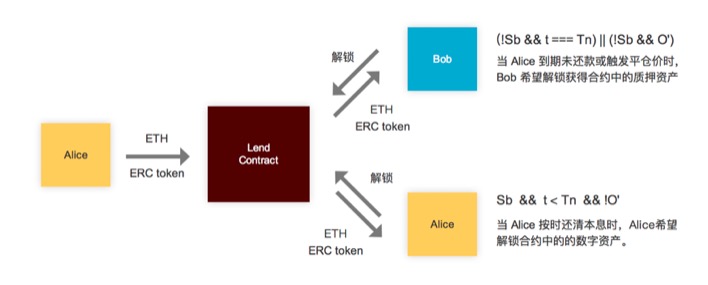 Alice
ETH
ERC token
Lend
Contract
解锁
Bob
ETH
ERC token
(!Sb && t === Tn) || (!Sb && O')
当 Alice 到期未还款或触发平仓价时，
Bob 希望解锁获得合约中的质押资产
解锁
ETH
ERC token
Alice
Sb && t < Tn && !O'
当 Alice 按时还清本息时，Alice希望
解锁合约中的的数字资产。